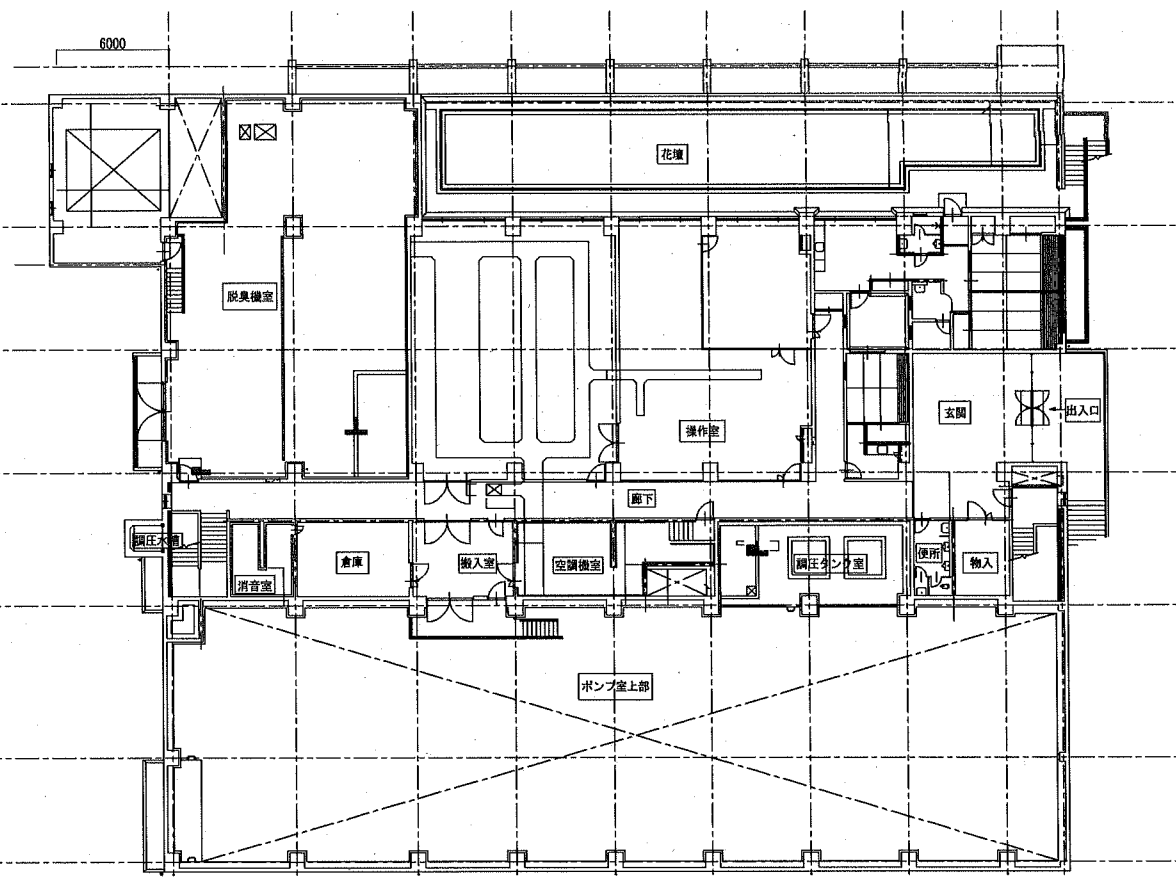 6000
花壇
脱臭機室
玄関
出入口
操作室
廊下
調圧水槽
消音室
倉庫
搬入室
空調機室
調圧タンク室
便所
物入
ポンプ室上部